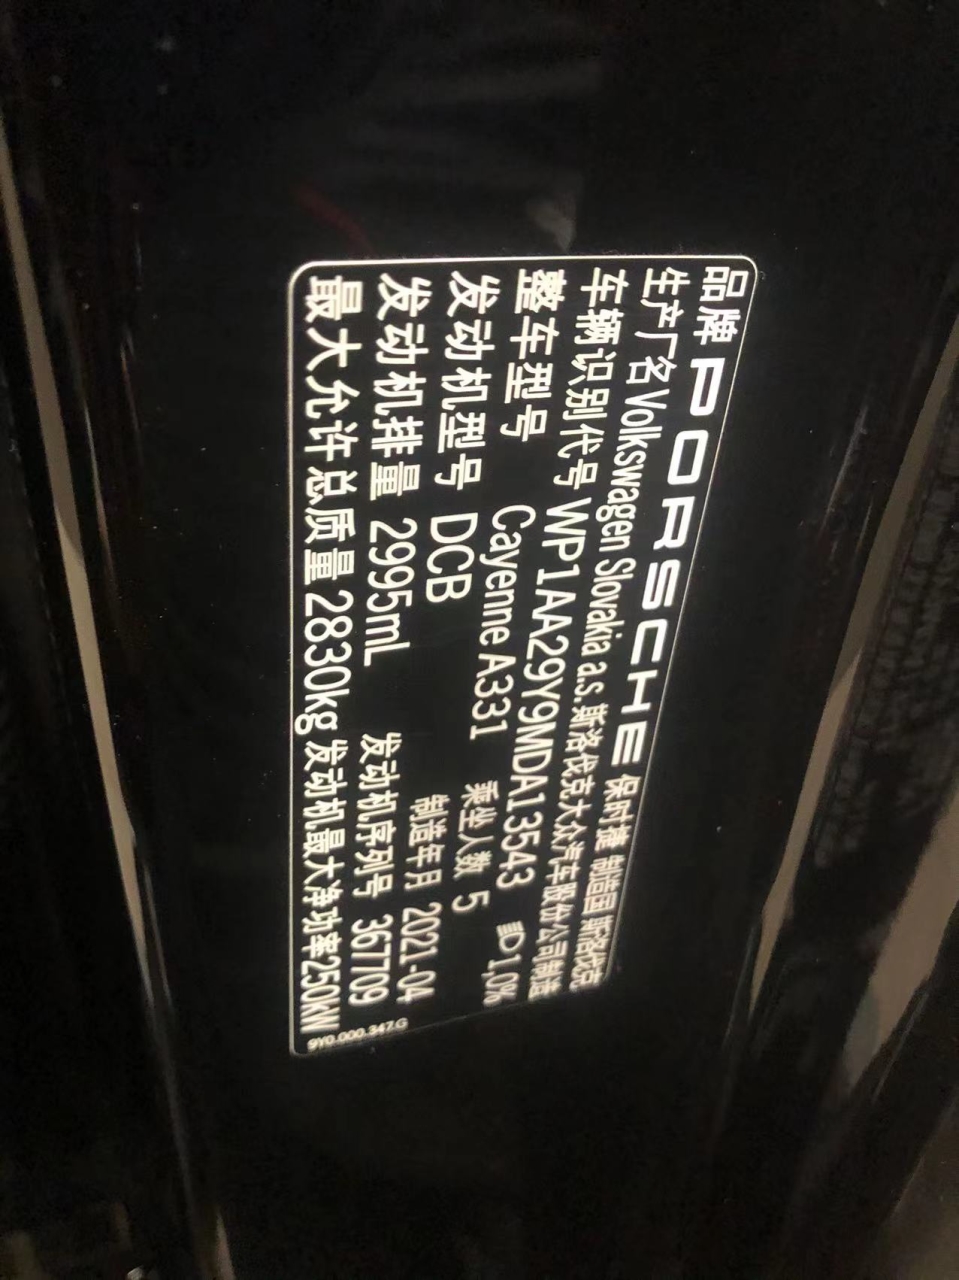 品牌 PORSCHE 保时捷 制造国 斯洛伐克
生产厂名 Volkswagen Slovakia a.s. 斯洛伐克大众汽车股份公司制造
车辆识别代号 WP1AA29Y9MDA13543 D1,0%
整车型号 Cayenne A331 乘坐人数 5
发动机型号 DCB 制造年月 2021-04
发动机排量 2995mL 发动机序列号 367709
最大允许总质量 2830kg 发动机最大净功率250KW
9Y0.000.347.G